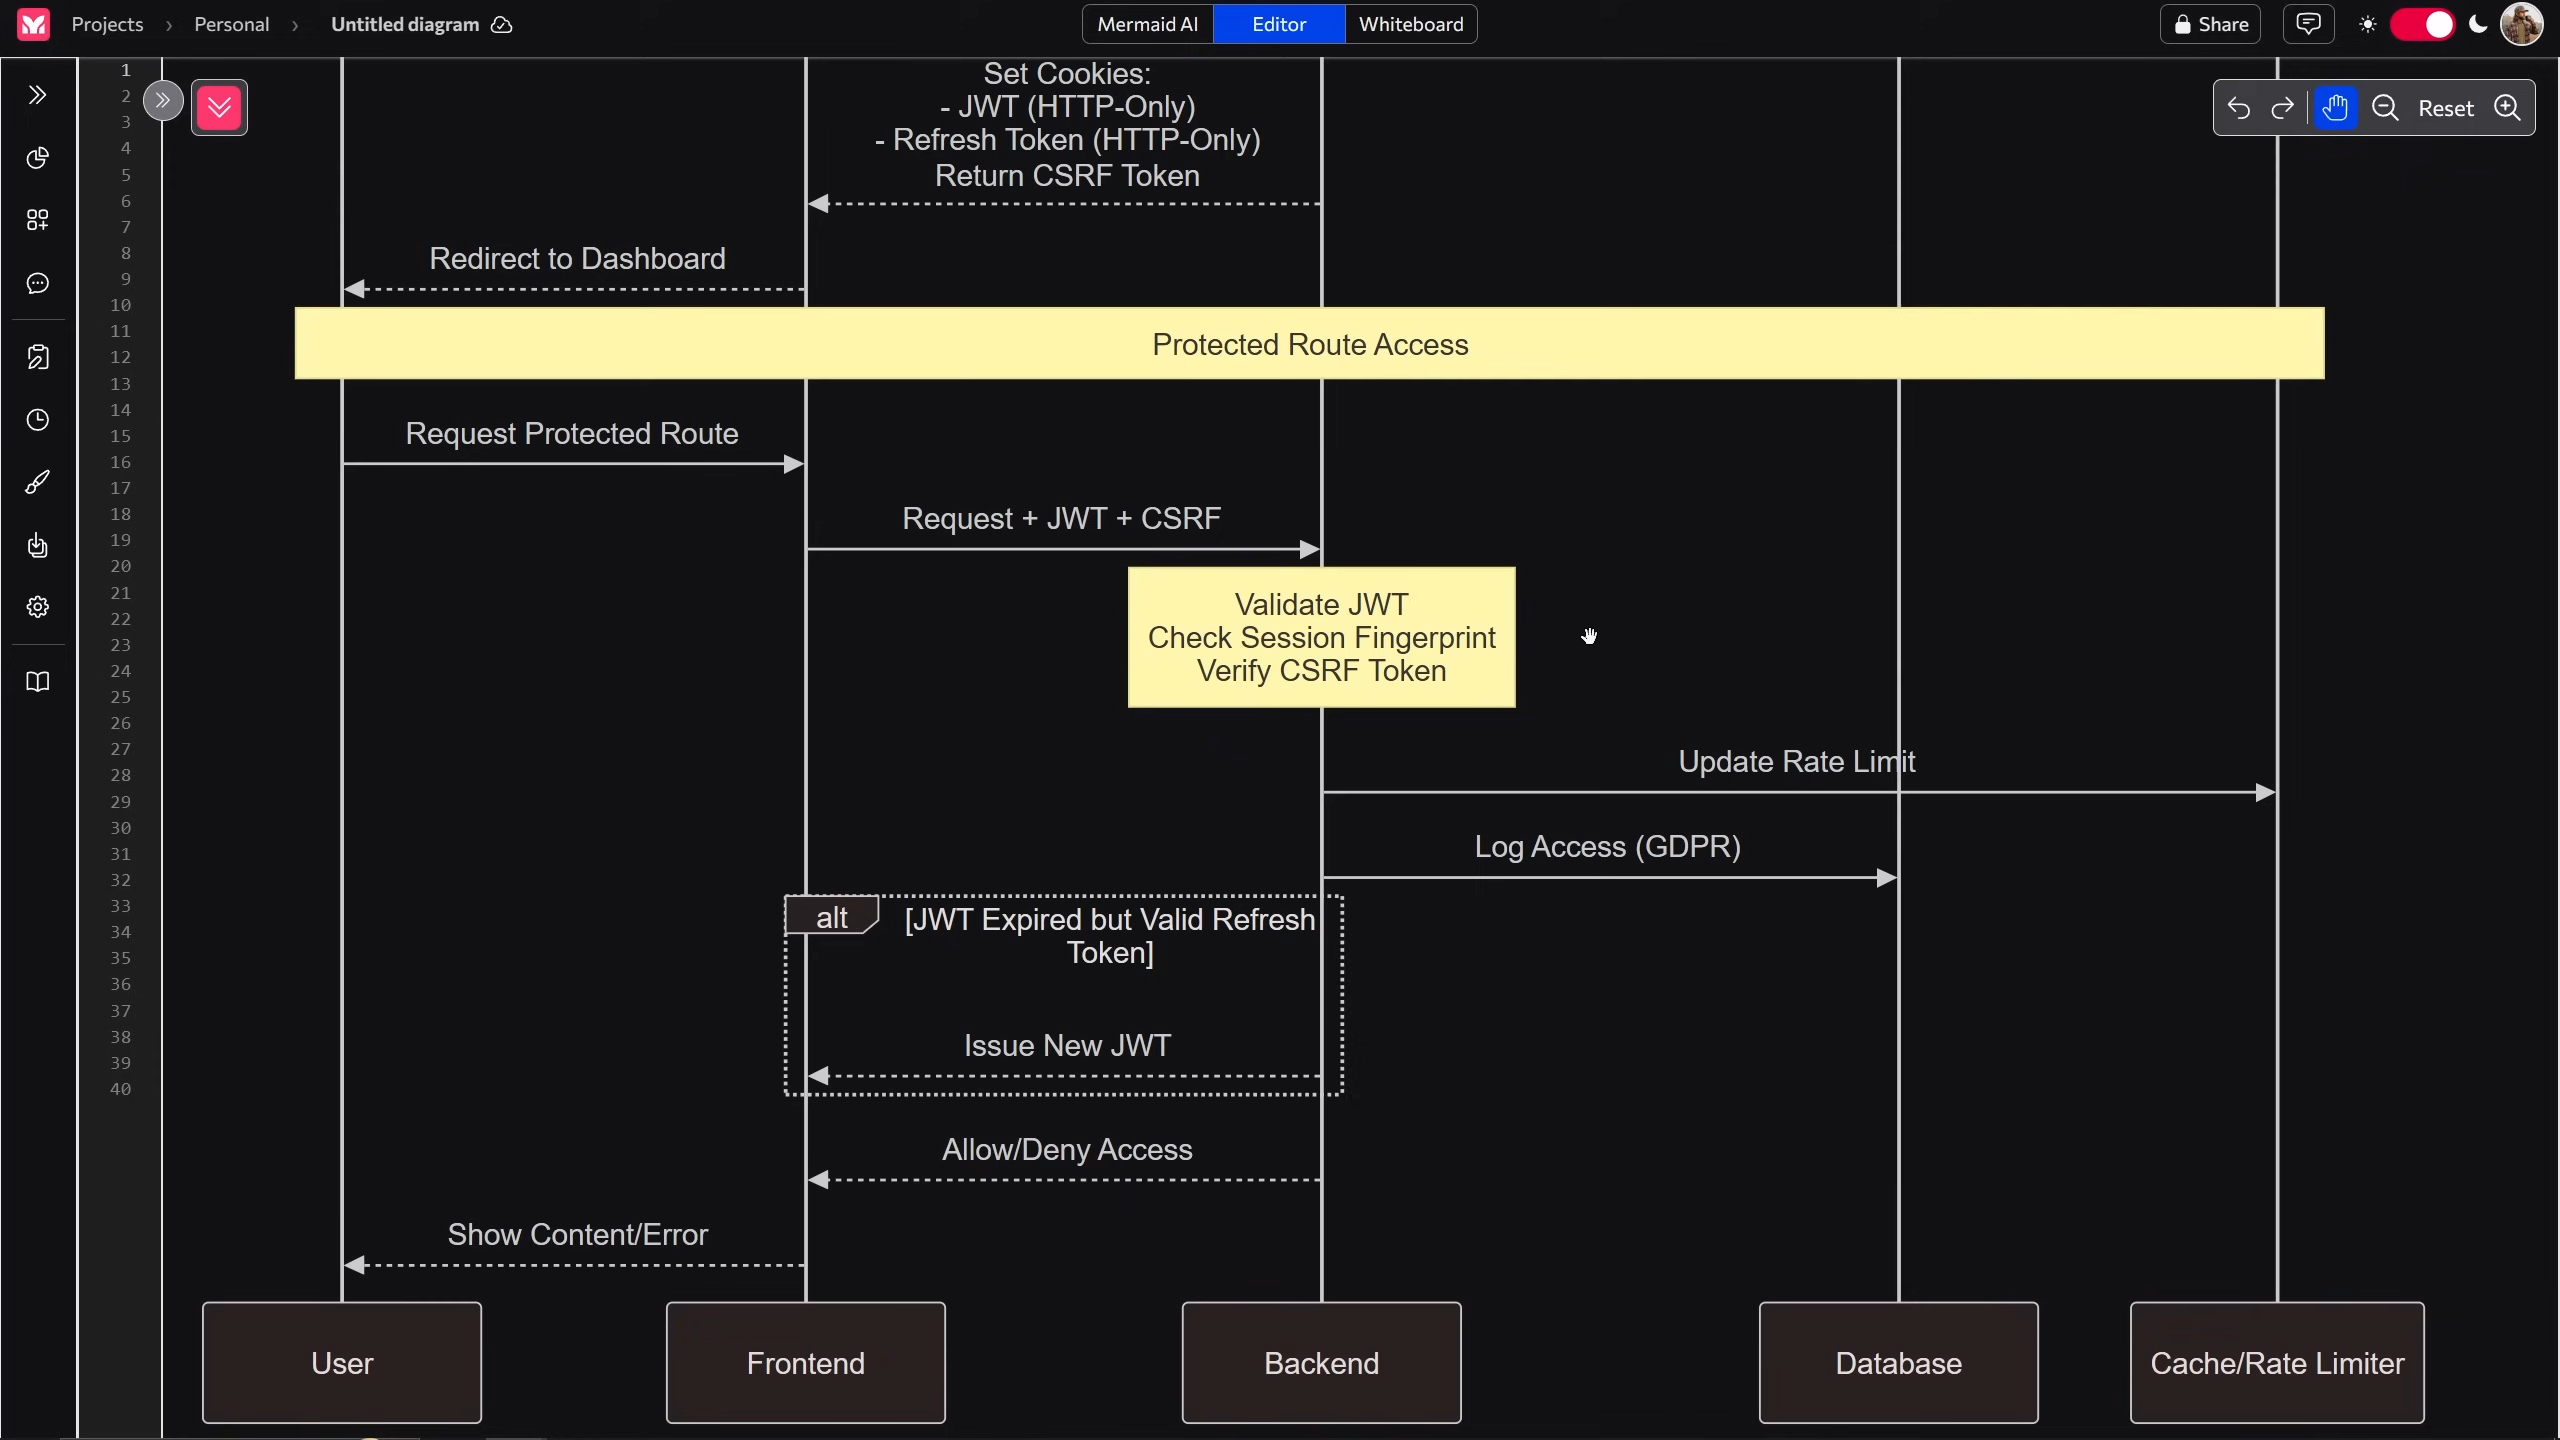 Projects › Personal › Untitled diagram
Mermaid AI Editor Whiteboard
Share
Reset
1
2
3
4
5
6
7
8
9
10
11
12
13
14
15
16
17
18
19
20
21
22
23
24
25
26
27
28
29
30
31
32
33
34
35
36
37
38
39
40
Set Cookies:
- JWT (HTTP-Only)
- Refresh Token (HTTP-Only)
Return CSRF Token
Redirect to Dashboard
Protected Route Access
Request Protected Route
Request + JWT + CSRF
Validate JWT
Check Session Fingerprint
Verify CSRF Token
Update Rate Limit
Log Access (GDPR)
alt [JWT Expired but Valid Refresh
Token]
Issue New JWT
Allow/Deny Access
Show Content/Error
User
Frontend
Backend
Database
Cache/Rate Limiter